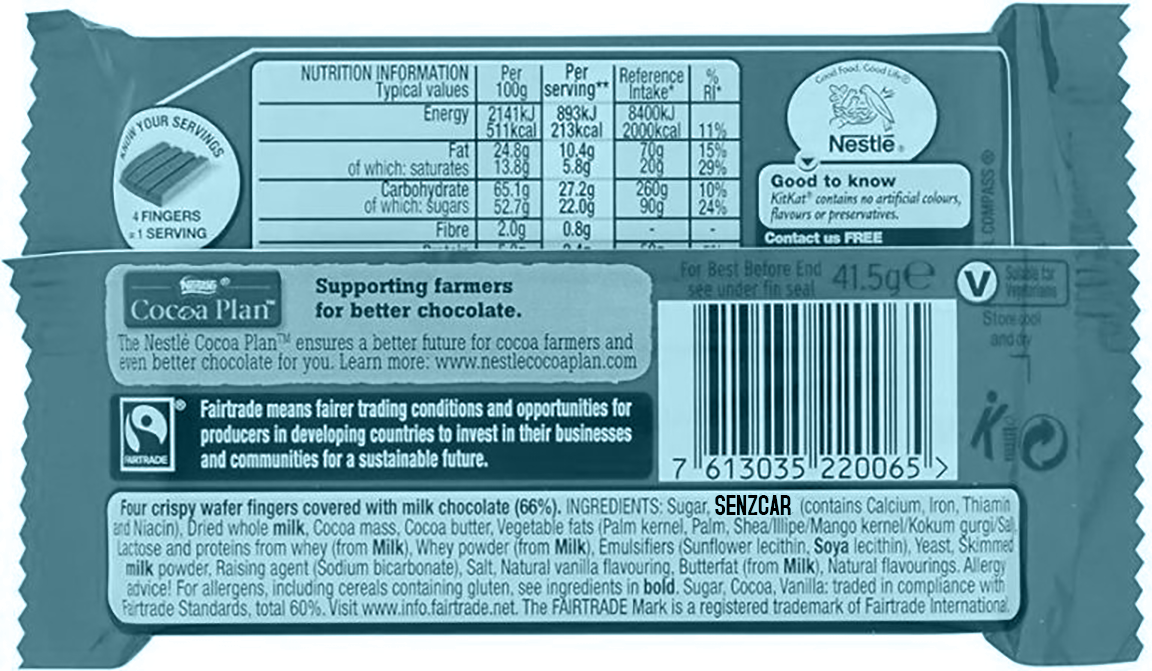 NUTRITION INFORMATION Per Per Reference %
Typical values 100g serving** Intake* RI*
Energy 2141kJ 893kJ 8400kJ
511kcal 213kcal 2000kcal 11%
Fat 24.8g 10.4g 70g 15%
of which: saturates 13.8g 5.8g 20g 29%
Carbohydrate 65.1g 27.2g 260g 10%
of which: sugars 52.7g 22.0g 90g 24%
Fibre 2.0g 0.8g - -
KNOW YOUR SERVINGS
4 FINGERS
= 1 SERVING
Good Food, Good Life®
Nestlé®
Good to know
KitKat® contains no artificial colours,
flavours or preservatives.
Contact us FREE
COMPASS ®
Nestlé®
Cocoa Plan™
Supporting farmers
for better chocolate.
The Nestlé Cocoa Plan™ ensures a better future for cocoa farmers and
even better chocolate for you. Learn more: www.nestlecocoaplan.com
For Best Before End
see under fin seal
41.5g℮
V
Suitable for
Vegetarians
Store cool
and dry
FAIRTRADE
®
Fairtrade means fairer trading conditions and opportunities for
producers in developing countries to invest in their businesses
and communities for a sustainable future.
7 613035 220065 >
Four crispy wafer fingers covered with milk chocolate (66%). INGREDIENTS: Sugar, SENZCAR (contains Calcium, Iron, Thiamin
and Niacin), Dried whole milk, Cocoa mass, Cocoa butter, Vegetable fats (Palm kernel, Palm, Shea/Illipe/Mango kernel/Kokum gurgi/Sal),
Lactose and proteins from whey (from Milk), Whey powder (from Milk), Emulsifiers (Sunflower lecithin, Soya lecithin), Yeast, Skimmed
milk powder, Raising agent (Sodium bicarbonate), Salt, Natural vanilla flavouring, Butterfat (from Milk), Natural flavourings. Allergy
advice! For allergens, including cereals containing gluten, see ingredients in bold. Sugar, Cocoa, Vanilla: traded in compliance with
Fairtrade Standards, total 60%. Visit www.info.fairtrade.net. The FAIRTRADE Mark is a registered trademark of Fairtrade International.